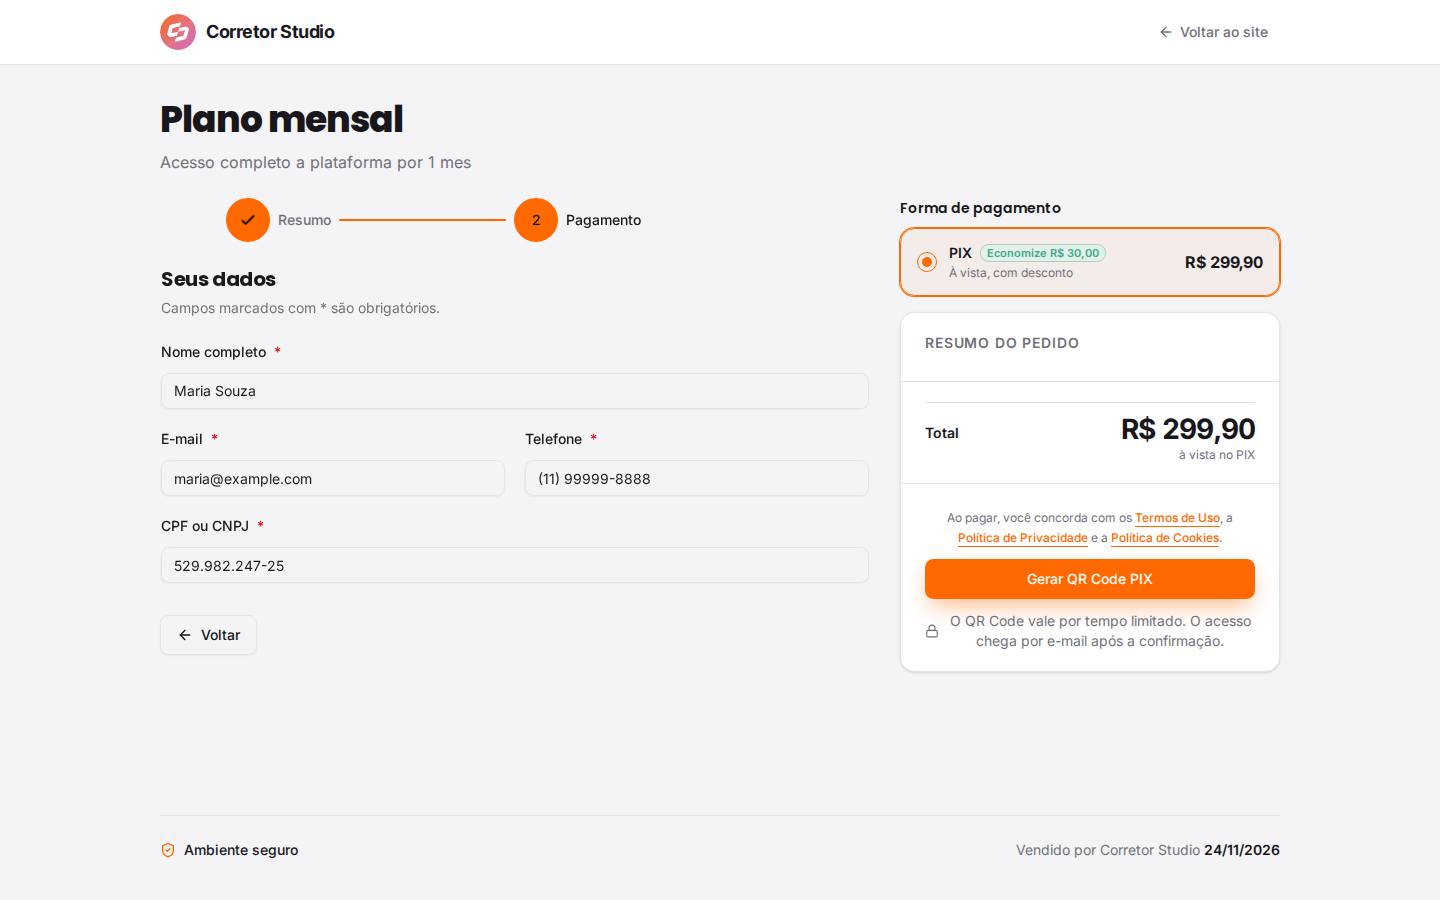 Corretor Studio
Voltar ao site
Plano mensal
Acesso completo a plataforma por 1 mes
Resumo
2
Pagamento
Seus dados
Campos marcados com * são obrigatórios.
Nome completo *
Maria Souza
E-mail *
Telefone *
maria@example.com
(11) 99999-8888
CPF ou CNPJ *
529.982.247-25
Voltar
Forma de pagamento
PIX Economize R$ 30,00
À vista, com desconto
R$ 299,90
RESUMO DO PEDIDO
Total
R$ 299,90
à vista no PIX
Ao pagar, você concorda com os Termos de Uso, a
Política de Privacidade e a Política de Cookies.
Gerar QR Code PIX
O QR Code vale por tempo limitado. O acesso
chega por e-mail após a confirmação.
Ambiente seguro
Vendido por Corretor Studio 24/11/2026